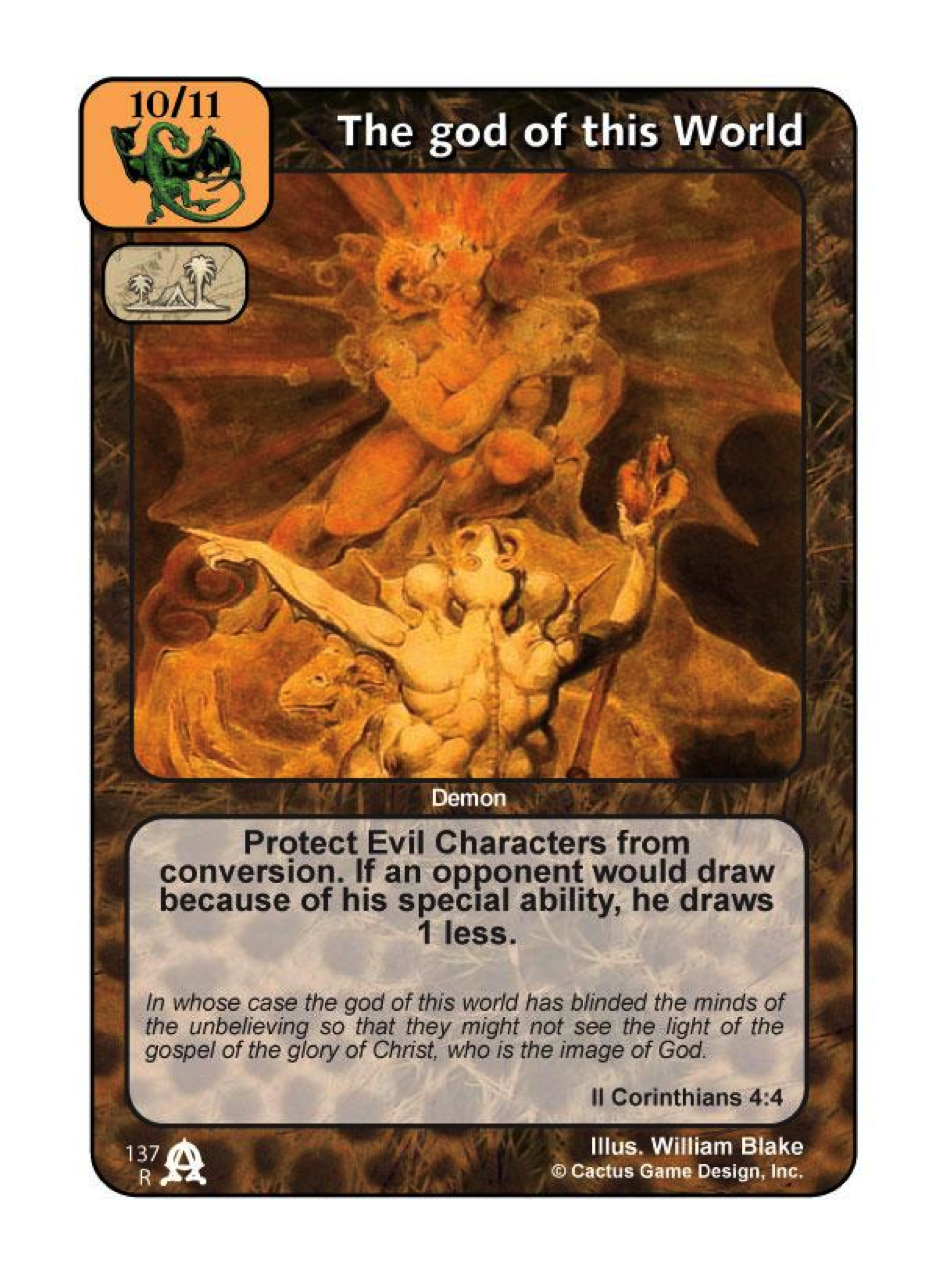 10/11
The god of this World
Demon
Protect Evil Characters from
conversion. If an opponent would draw
because of his special ability, he draws
1 less.
In whose case the god of this world has blinded the minds of
the unbelieving so that they might not see the light of the
gospel of the glory of Christ, who is the image of God.
II Corinthians 4:4
137
R
Illus. William Blake
© Cactus Game Design, Inc.